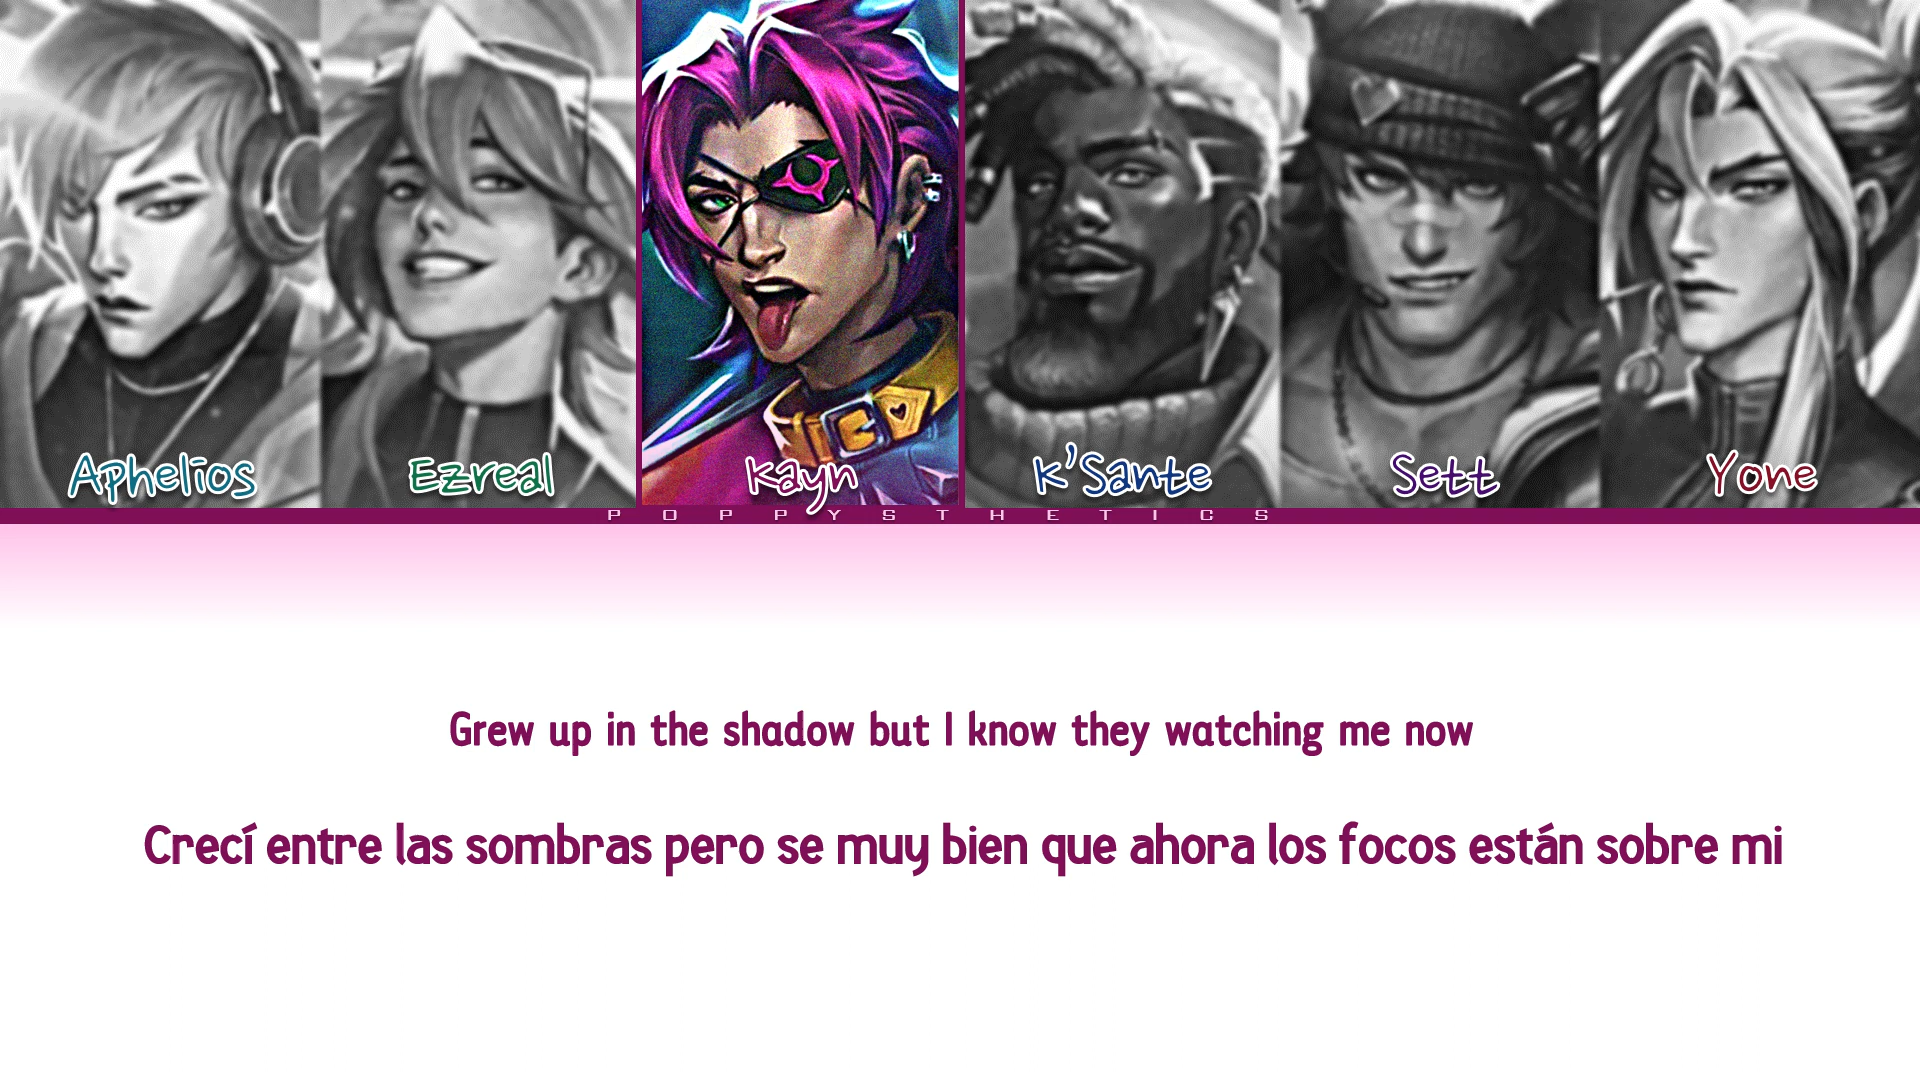 Aphelios
Ezreal
Kayn
K'Sante
Sett
Yone
POPPYSTHETICS
Grew up in the shadow but I know they watching me now
Crecí entre las sombras pero se muy bien que ahora los focos están sobre mi